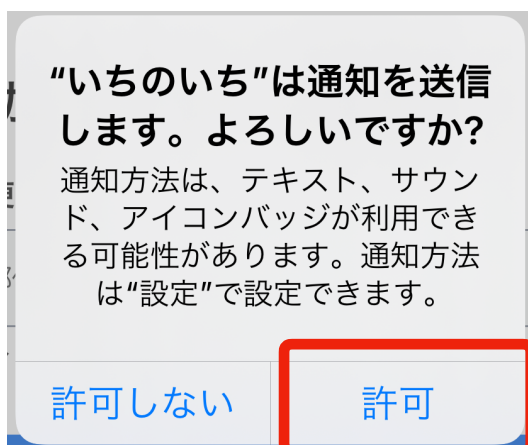 “いちのいち”は通知を送信
します。よろしいですか?
通知方法は、テキスト、サウン
ド、アイコンバッジが利用でき
る可能性があります。通知方法
は“設定”で設定できます。
許可しない
許可